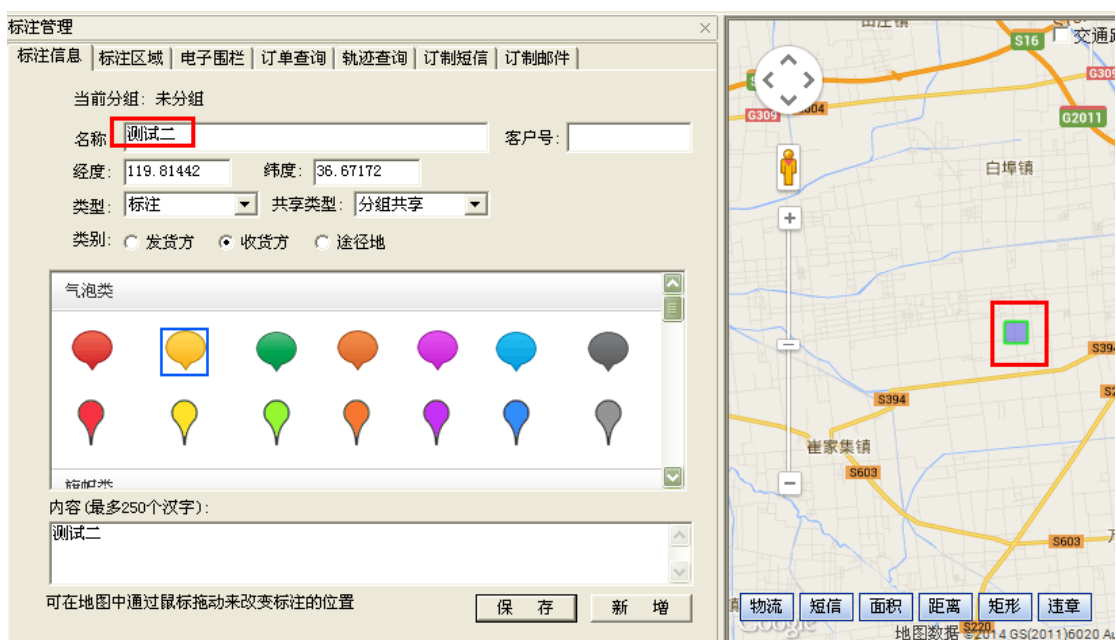 标注管理
标注信息 标注区域 电子围栏 订单查询 轨迹查询 订制短信 订制邮件
当前分组: 未分组
名称 测试二 客户号:
经度: 119.81442 纬度: 36.67172
类型: 标注 共享类型: 分组共享
类别: 发货方 收货方 途径地
气泡类
旗帜类
内容(最多250个汉字):
测试二
可在地图中通过鼠标拖动来改变标注的位置
保 存 新 增
S16 交通
G309
G309
G2011
白埠镇
S394
S394
崔家集镇
S603
S603
物流 短信 面积 距离 矩形 违章
Google
S220
地图数据 ©2014 GS(2011)6020